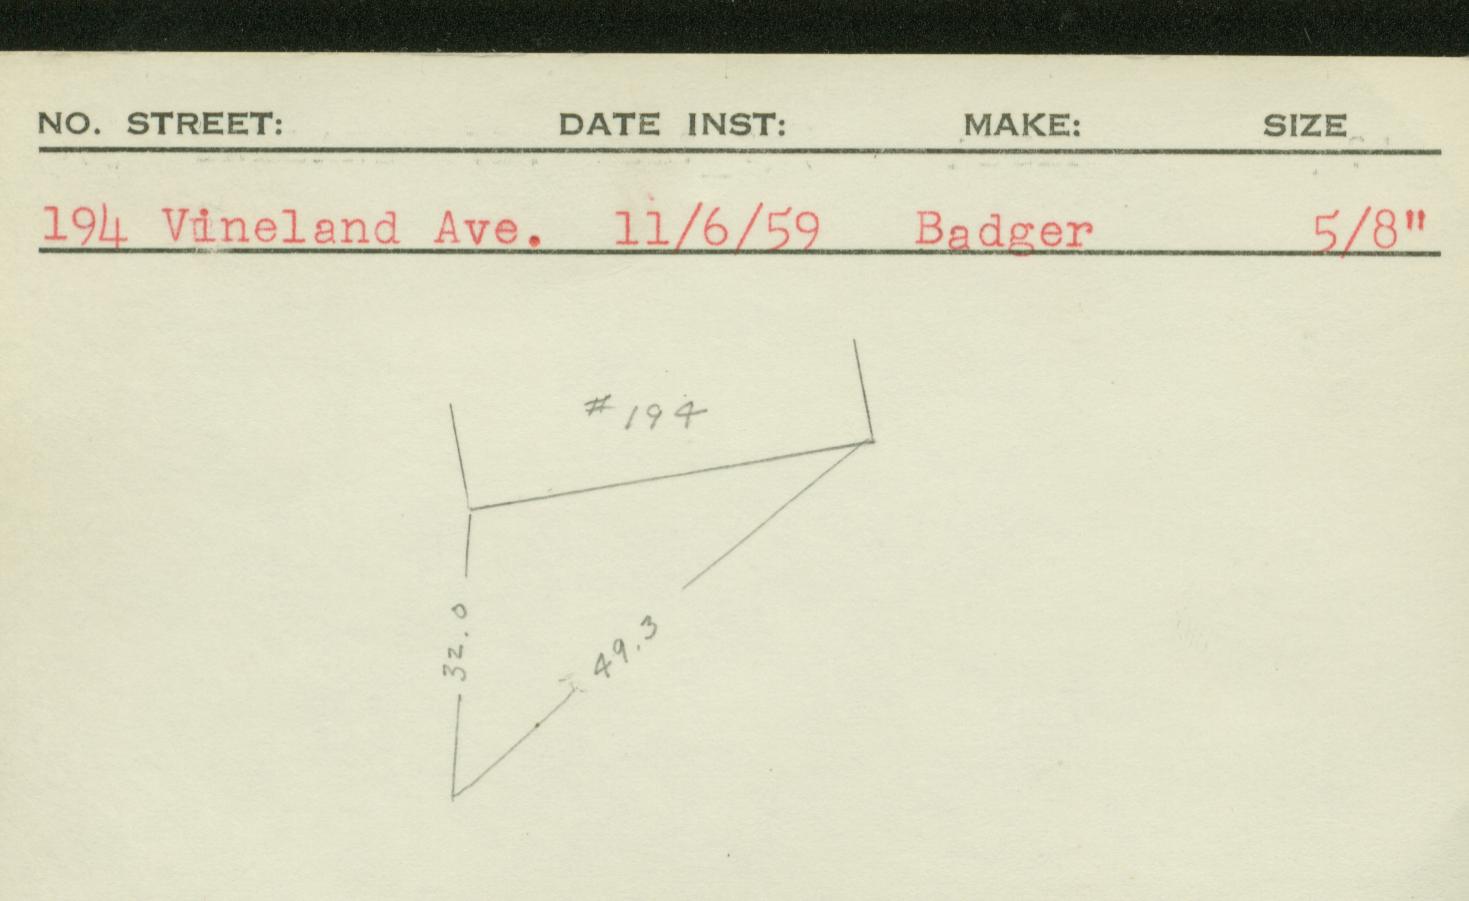 NO. STREET: DATE INST: MAKE: SIZE
194 Vineland Ave. 11/6/59 Badger 5/8"
#194
32.0
49.3